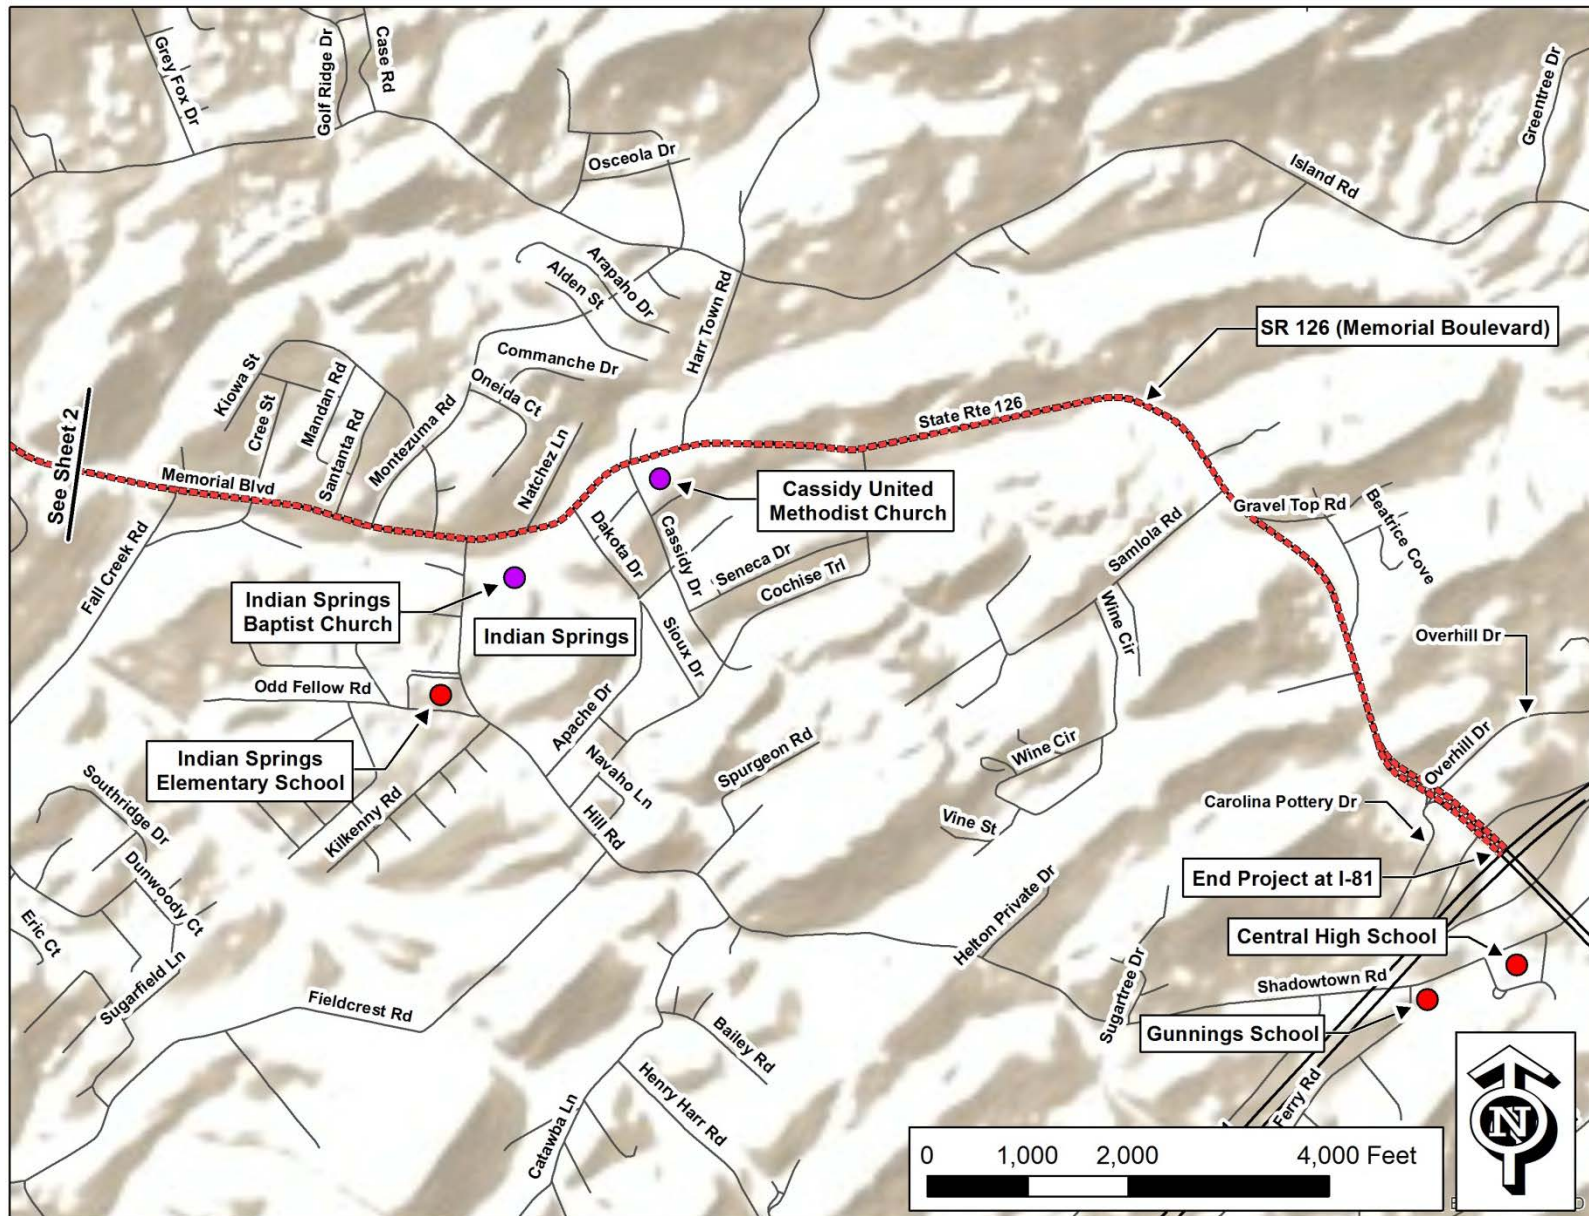 Grey Fox Dr
Golf Ridge Dr
Case Rd
Greentree Dr
Osceola Dr
Island Rd
Arapaho Dr
Alden St
Harr Town Rd
SR 126 (Memorial Boulevard)
Commanche Dr
Kiowa St
Cree St
Mandan Rd
Santanta Rd
Montezuma Rd
Oneida Ct
Natchez Ln
State Rte 126
See Sheet 2
Memorial Blvd
Cassidy United
Methodist Church
Gravel Top Rd
Beatrice Cove
Fall Creek Rd
Dakota Dr
Cassidy Dr
Seneca Dr
Cochise Trl
Samlola Rd
Wine Cir
Indian Springs
Baptist Church
Indian Springs
Sioux Dr
Overhill Dr
Odd Fellow Rd
Apache Dr
Indian Springs
Elementary School
Navaho Ln
Spurgeon Rd
Wine Cir
Overhill Dr
Southridge Dr
Kilkenny Rd
Hill Rd
Vine St
Carolina Pottery Dr
Dunwoody Ct
End Project at I-81
Eric Ct
Sugarfield Ln
Helton Private Dr
Central High School
Sugartree Dr
Shadowtown Rd
Fieldcrest Rd
Gunnings School
Bailey Rd
Henry Harr Rd
Catawba Ln
Ferry Rd
N
0 1,000 2,000 4,000 Feet